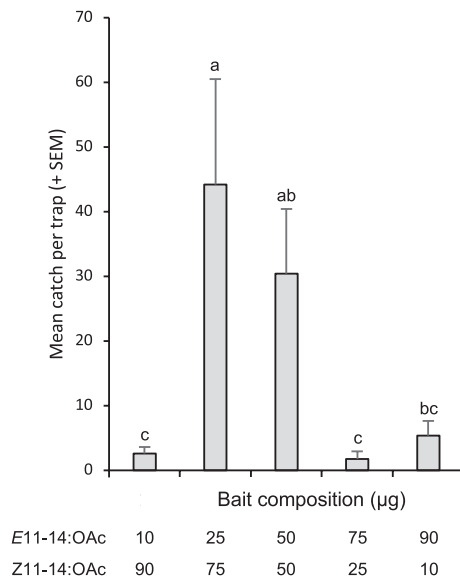 Mean catch per trap (+ SEM)
70
60
50
40
30
20
10
0
c
a
ab
c
bc
Bait composition (µg)
E11-14:OAc 10 25 50 75 90
Z11-14:OAc 90 75 50 25 10